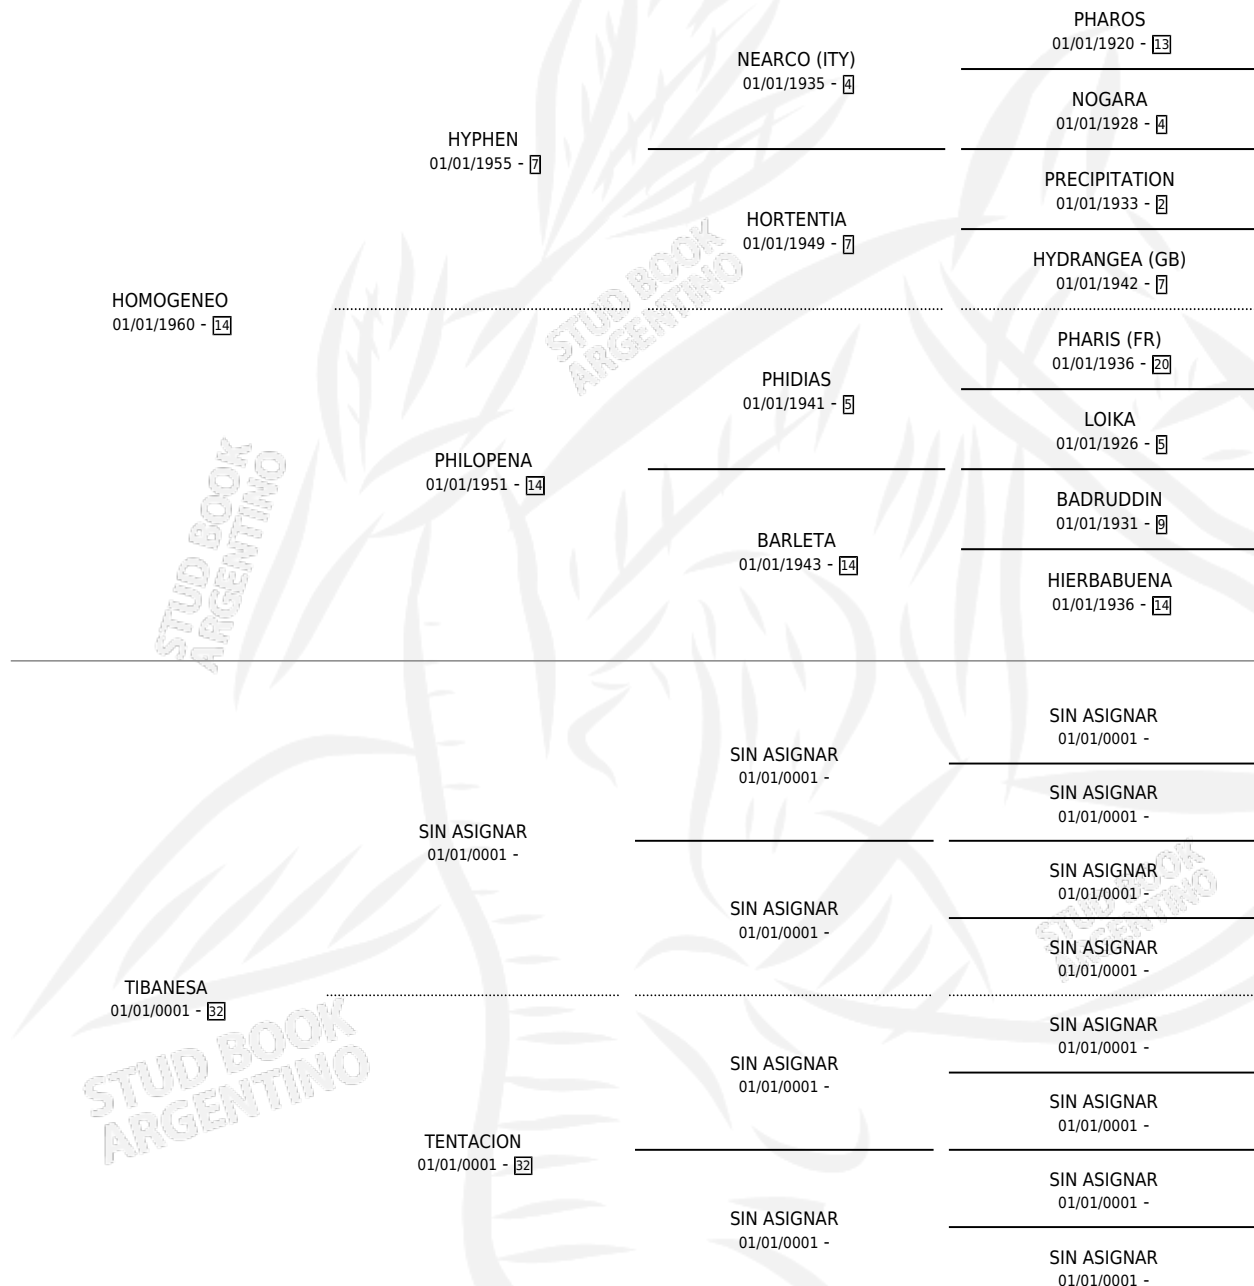 PHAROS
01/01/1920 - 13
NEARCO (ITY)
01/01/1935 - 4
NOGARA
01/01/1928 - 4
HYPHEN
01/01/1955 - 7
PRECIPITATION
01/01/1933 - 2
HORTENTIA
01/01/1949 - 7
HYDRANGEA (GB)
01/01/1942 - 7
HOMOGENEO
01/01/1960 - 14
PHARIS (FR)
01/01/1936 - 20
PHIDIAS
01/01/1941 - 5
LOIKA
01/01/1926 - 5
PHILOPENA
01/01/1951 - 14
BADRUDDIN
01/01/1931 - 9
BARLETA
01/01/1943 - 14
HIERBABUENA
01/01/1936 - 14
STUD BOOK
ARGENTINO
STUD BOOK
ARGENTINO
SIN ASIGNAR
01/01/0001 -
SIN ASIGNAR
01/01/0001 -
SIN ASIGNAR
01/01/0001 -
SIN ASIGNAR
01/01/0001 -
SIN ASIGNAR
01/01/0001 -
SIN ASIGNAR
01/01/0001 -
SIN ASIGNAR
01/01/0001 -
TIBANESA
01/01/0001 - 32
SIN ASIGNAR
01/01/0001 -
SIN ASIGNAR
01/01/0001 -
SIN ASIGNAR
01/01/0001 -
TENTACION
01/01/0001 - 32
SIN ASIGNAR
01/01/0001 -
SIN ASIGNAR
01/01/0001 -
SIN ASIGNAR
01/01/0001 -
STUD BOOK
ARGENTINO
STUD BOOK
ARGENTINO